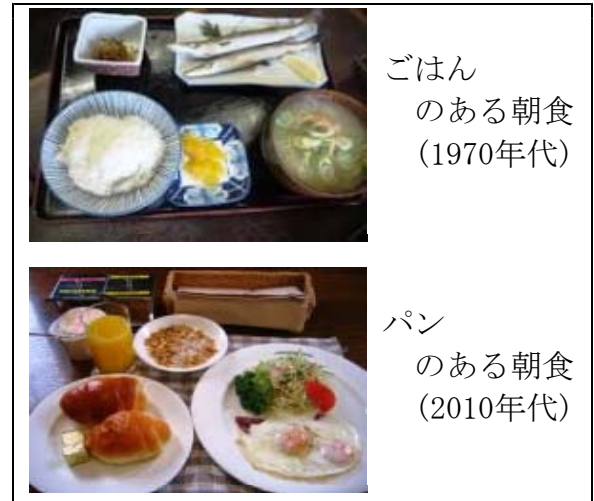 ごはん
のある朝食
(1970年代)
パン
のある朝食
(2010年代)